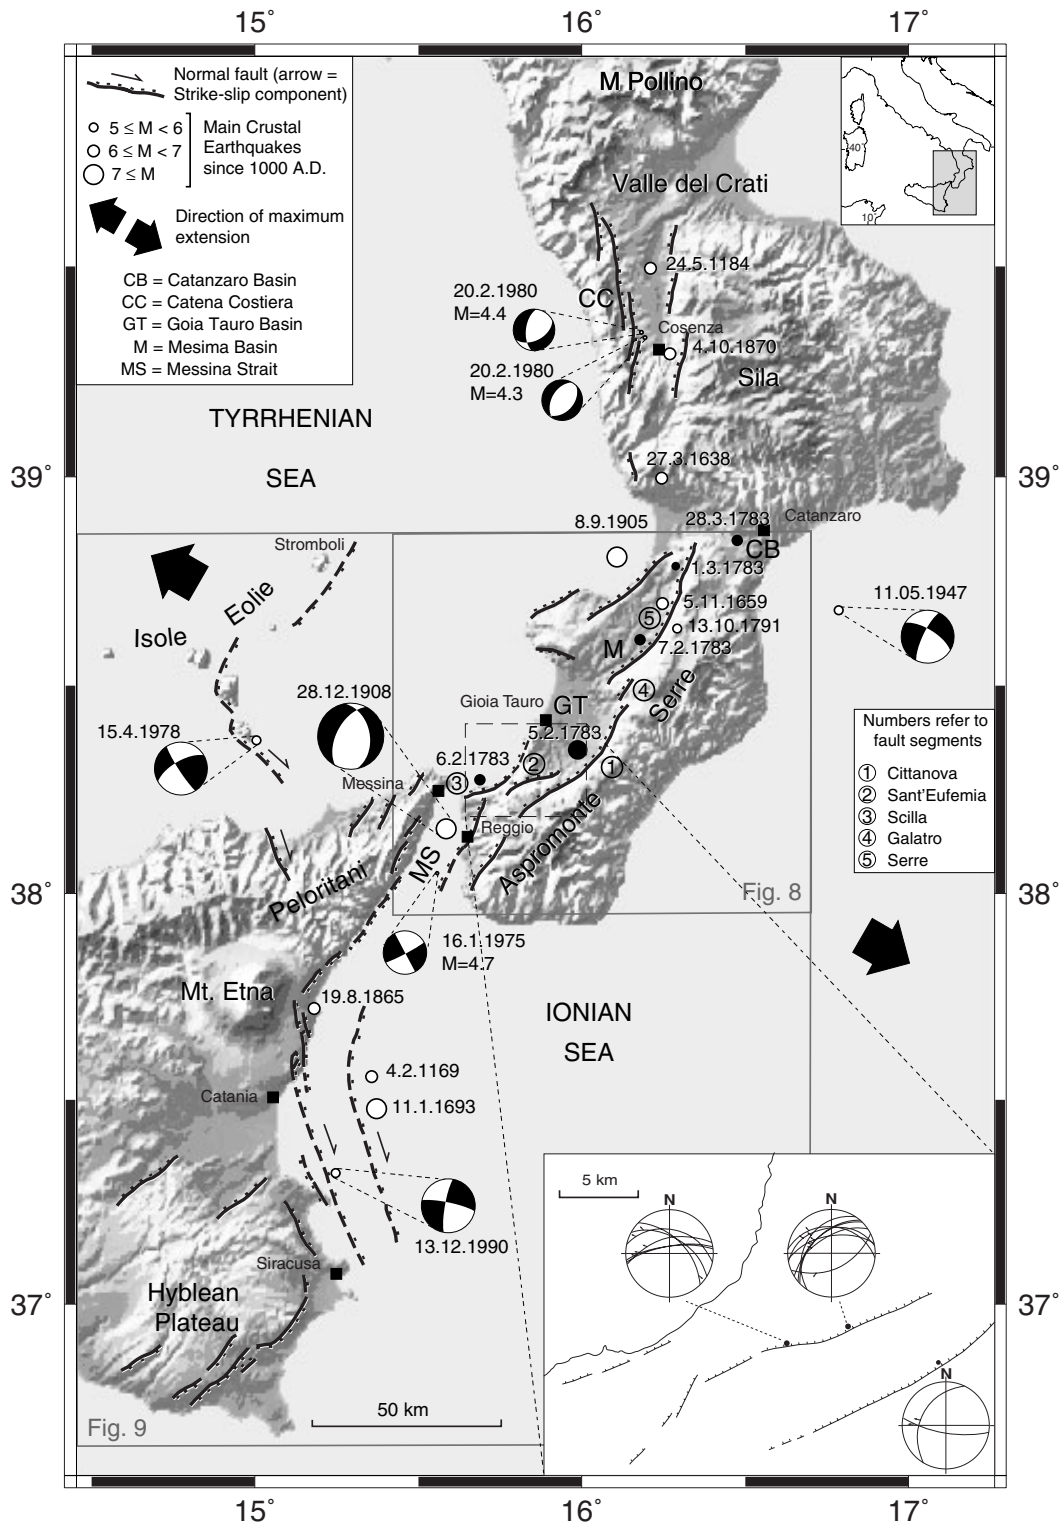 15°
16°
17°
Normal fault (arrow =
Strike-slip component)
5 ≤ M < 6
6 ≤ M < 7
7 ≤ M
Main Crustal
Earthquakes
since 1000 A.D.
Direction of maximum
extension
CB = Catanzaro Basin
CC = Catena Costiera
GT = Goia Tauro Basin
M = Mesima Basin
MS = Messina Strait
40°
10°
M Pollino
Valle del Crati
24.5.1184
CC
20.2.1980
M=4.4
Cosenza
4.10.1870
20.2.1980
M=4.3
Sila
TYRRHENIAN
SEA
39°
39°
27.3.1638
8.9.1905
28.3.1783
Catanzaro
CB
Stromboli
1.3.1783
Eolie
Isole
5.11.1659
5
13.10.1791
11.05.1947
M
7.2.1783
4
Serre
28.12.1908
Gioia Tauro
GT
15.4.1978
5.2.1783
6.2.1783
2
1
3
Messina
Reggio
Numbers refer to
fault segments
1 Cittanova
2 Sant'Eufemia
3 Scilla
4 Galatro
5 Serre
Aspromonte
MS
Peloritani
38°
38°
Fig. 8
16.1.1975
M=4.7
Mt. Etna
19.8.1865
IONIAN
SEA
4.2.1169
Catania
11.1.1693
13.12.1990
Siracusa
Hyblean
Plateau
37°
37°
5 km
N
N
N
50 km
Fig. 9
15°
16°
17°